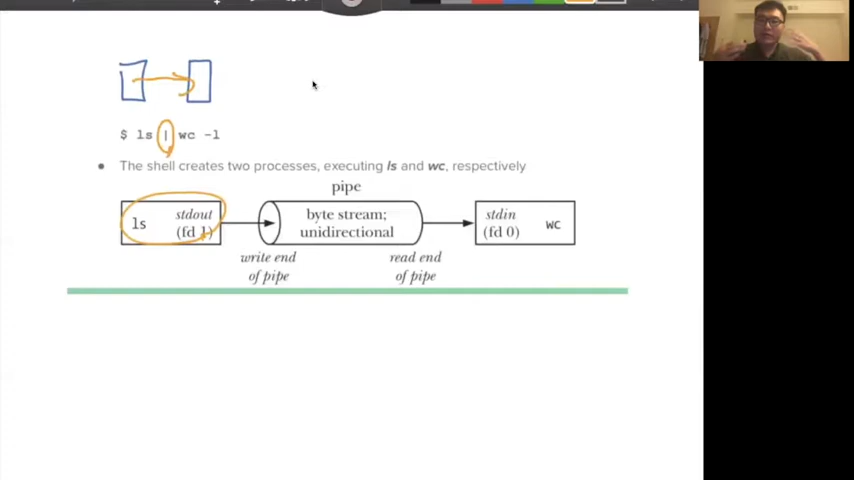 $ ls | wc -l
• The shell creates two processes, executing ls and wc, respectively
pipe
ls stdout (fd 1)
byte stream; unidirectional
stdin (fd 0) wc
write end of pipe
read end of pipe